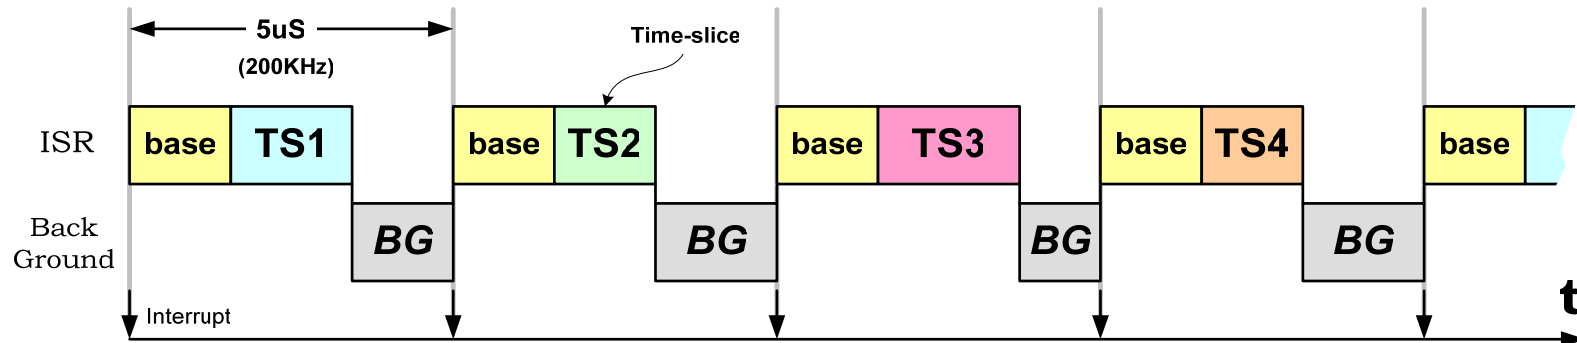 5uS
(200KHz)
Time-slice
ISR
base TS1 base TS2 base TS3 base TS4 base
Back
Ground
BG BG BG BG
Interrupt
t